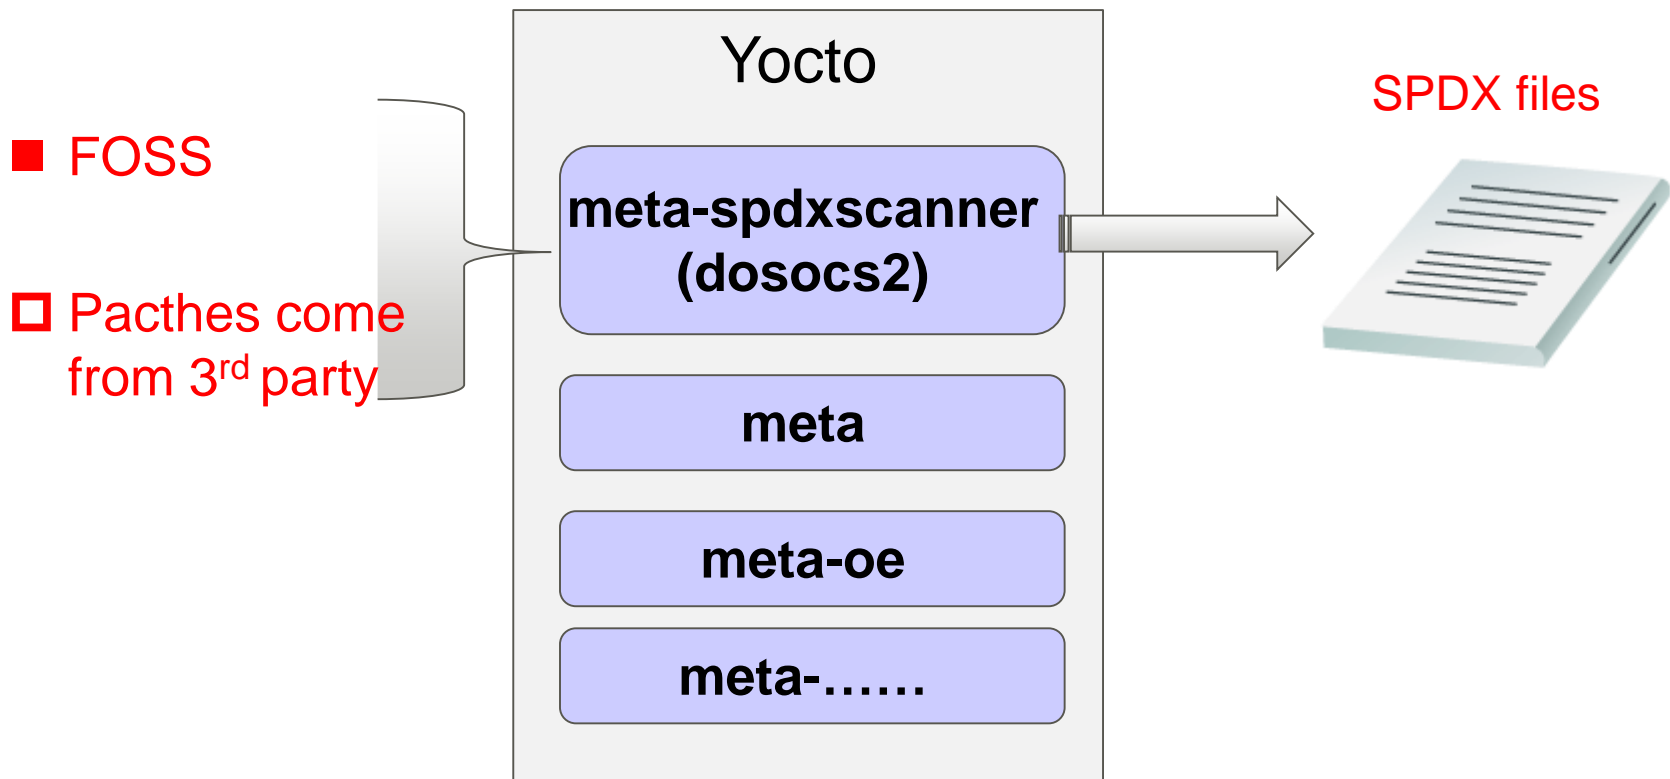 Yocto
SPDX files
FOSS
Pacthes come
from 3rd party
meta-spdxscanner
(dosocs2)
meta
meta-oe
meta-……